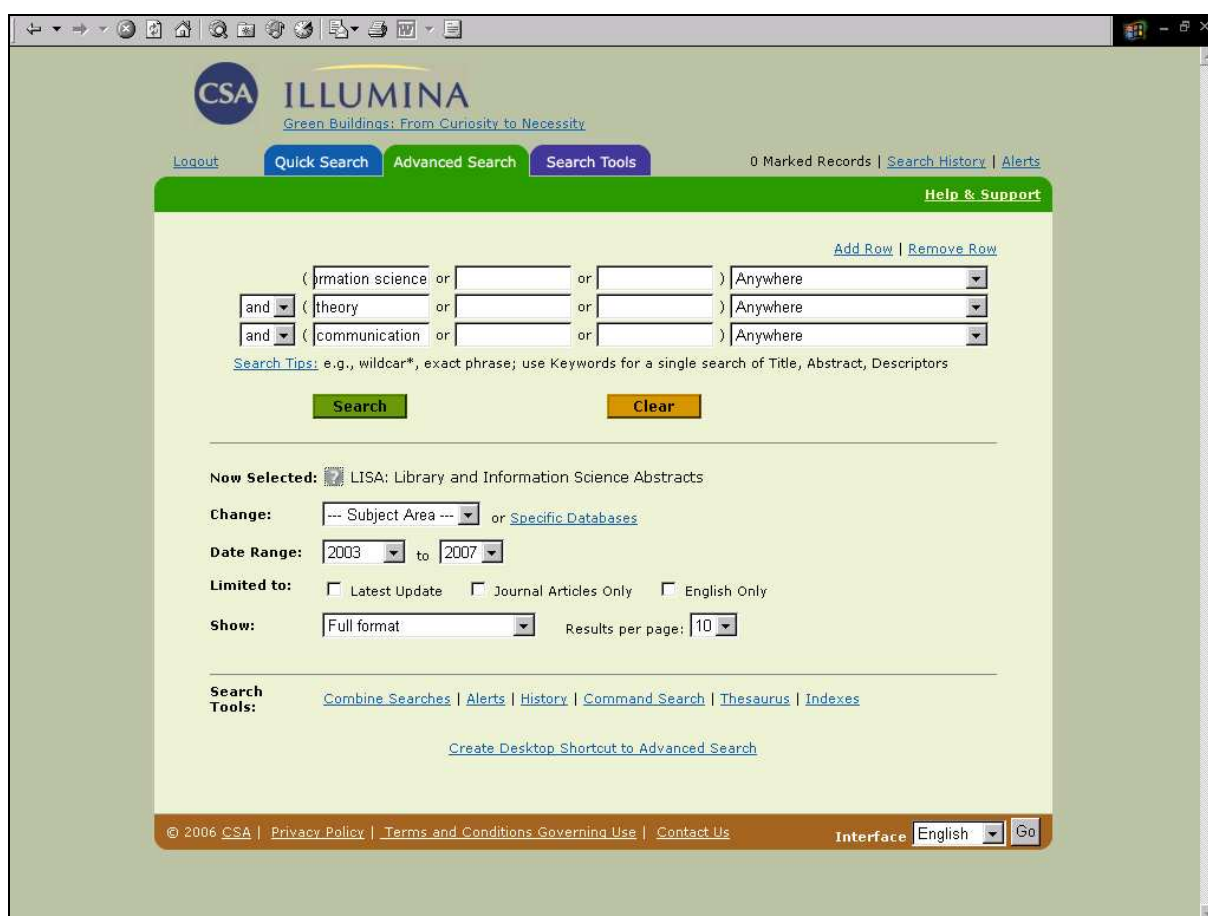 CSA ILLUMINA
Green Buildings: From Curiosity to Necessity
Logout Quick Search Advanced Search Search Tools 0 Marked Records | Search History | Alerts
Help & Support
Add Row | Remove Row
( ormation science or or ) Anywhere
and ( theory or or ) Anywhere
and ( communication or or ) Anywhere
Search Tips: e.g., wildcar*, exact phrase; use Keywords for a single search of Title, Abstract, Descriptors
Search Clear
Now Selected: ? LISA: Library and Information Science Abstracts
Change: --- Subject Area --- or Specific Databases
Date Range: 2003 to 2007
Limited to: Latest Update Journal Articles Only English Only
Show: Full format Results per page: 10
Search
Tools: Combine Searches | Alerts | History | Command Search | Thesaurus | Indexes
Create Desktop Shortcut to Advanced Search
© 2006 CSA | Privacy Policy | Terms and Conditions Governing Use | Contact Us Interface English Go